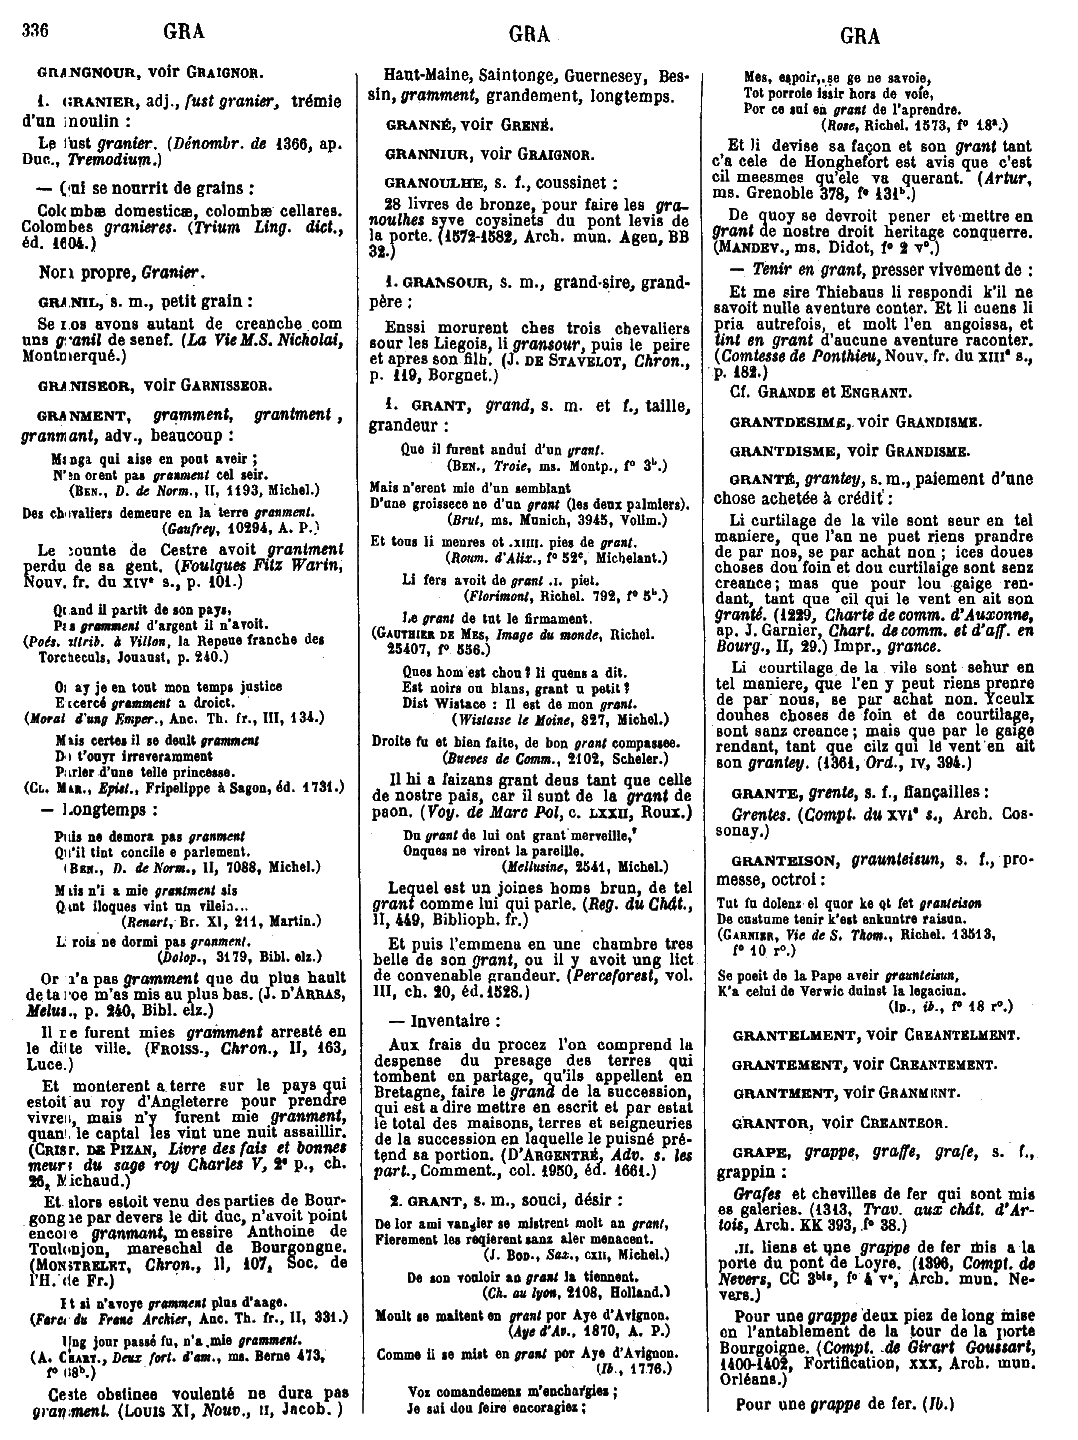 336
GRA
GRA
GRA
GRANGNOUR, voir GRAIGNOR.
1. GRANIER, adj., fust granier, trémie
d'un moulin :
Le fust granier. (Dénombr. de 1366, ap.
Duc., Tremodium.)
— Qui se nourrit de grains :
Colombæ domesticæ, colombæ cellares.
Colombes granieres. (Trium Ling. dict.,
éd. 1604.)
Nom propre, Granier.
GRANIL, s. m., petit grain :
Se nos avons autant de creanche com
uns granil de senef. (La Vie M.S. Nicholai,
Montmerqué.)
GRANISEOR, voir GARNISSEOR.
GRANMENT, gramment, grantment,
granmant, adv., beaucoup :
Manga qui aise en pout aveir ;
N'en orent pas granment cel seir.
(BEN., D. de Norm., II, 1193, Michel.)
Des chevaliers demeure en la terre granment.
(Gaufrey, 10294, A. P.)
Le counte de Cestre avoit grantment
perdu de sa gent. (Foulques Fitz Warin,
Nouv. fr. du XIVe s., p. 101.)
Quand il partit de son pays,
Pas gramment d'argent il n'avoit.
(Poés. attrib. à Villon, la Repeue franche des
Torcheculs, Jouaust, p. 240.)
Or ay je en tout mon temps justice
Exercé gramment a droict.
(Moral d'ung Emper., Anc. Th. fr., III, 134.)
Mais certes il se deult gramment
De t'ouyr irreveramment
Parler d'une telle princesse.
(CL. MAR., Epist., Fripelippe à Sagon, éd. 1731.)
— Longtemps :
Puis ne demora pas granment
Qu'il tint concile e parlement.
(BEN., D. de Norm., II, 7088, Michel.)
Mais n'i a mie grantment sis
Quant iloques vint un vilein...
(Renart, Br. XI, 211, Martin.)
Li rois ne dormi pas granment.
(Dolop., 3179, Bibl. elz.)
Or n'a pas gramment que du plus hault
de ta roe m'as mis au plus bas. (J. D'ARRAS,
Melus., p. 240, Bibl. elz.)
Il ne furent mies gramment arresté en
le ditte ville. (FROISS., Chron., II, 163,
Luce.)
Et monterent a terre sur le pays qui
estoit au roy d'Angleterre pour prendre
vivres, mais n'y furent mie granment,
quant le captal les vint une nuit assaillir.
(CRIST. DE PIZAN, Livre des fais et bonnes
meurs du sage roy Charles V, 2e p., ch.
26, Michaud.)
Et alors estoit venu des parties de Bour-
gongne par devers le dit duc, n'avoit point
encore granmant, messire Anthoine de
Toulonjon, mareschal de Bourgongne.
(MONSTRELET, Chron., II, 107, Soc. de
l'H. de Fr.)
Et si n'avoye gramment plus d'aage.
(Farce du Franc Archier, Anc. Th. fr., II, 331.)
Ung jour passé fu, n'a mie gramment.
(A. CHART., Deux fort. d'am., ms. Berne 473,
f° 08b.)
Ceste obstinee voulenté ne dura pas
granment. (LOUIS XI, Nouv., II, Jacob.)
Haut-Maine, Saintonge, Guernesey, Bes-
sin, gramment, grandement, longtemps.
GRANNÉ, voir GRENÉ.
GRANNIUR, voir GRAIGNOR.
GRANOULHE, s. f., coussinet :
28 livres de bronze, pour faire les gra-
noulhes syve coysinets du pont levis de
la porte. (1572-1582, Arch. mun. Agen, BB
32.)
1. GRANSOUR, s. m., grand-sire, grand-
père :
Enssi morurent ches trois chevaliers
sour les Liegois, li gransour, puis le peire
et apres son filh. (J. DE STAVELOT, Chron.,
p. 119, Borgnet.)
1. GRANT, grand, s. m. et f., taille,
grandeur :
Que il furent andui d'un grant.
(BEN., Troie, ms. Montp., f° 3b.)
Mais n'erent mie d'un semblant
D'une groissece ne d'un grant (les deux palmiers).
(Brut, ms. Munich, 3945, Vollm.)
Et tous li menres ot .XIIII. pies de grant.
(Roum. d'Alix., f° 52c, Michelant.)
Li fers avoit de grant .I. piet.
(Florimont, Richel. 792, f° 5b.)
Le grant de tut le firmament.
(GAUTHIER DE MES, Image du monde, Richel.
25407, f° 556.)
Ques hom est chou ? li quens a dit.
Est noirs ou blans, grant u petit ?
Dist Wistace : Il est de mon grant.
(Wistasse le Moine, 827, Michel.)
Droite fu et bien faite, de bon grant compassee.
(Bueves de Comm., 2102, Scheler.)
Il hi a faizans grant deus tant que celle
de nostre pais, car il sunt de la grant de
paon. (Voy. de Marc Pol, c. LXXII, Roux.)
Du grant de lui ont grant merveille,
Onques ne virent la pareille.
(Mellusine, 2541, Michel.)
Lequel est un joines homs brun, de tel
grant comme lui qui parle. (Reg. du Chât.,
II, 449, Biblioph. fr.)
Et puis l'emmena en une chambre tres
belle de son grant, ou il y avoit ung lict
de convenable grandeur. (Perceforest, vol.
III, ch. 20, éd. 1528.)
— Inventaire :
Aux frais du procez l'on comprend la
despense du presage des terres qui
tombent en partage, qu'ils appellent en
Bretagne, faire le grand de la succession,
qui est a dire mettre en escrit et par estat
le total des maisons, terres et seigneuries
de la succession en laquelle le puisné pré-
tend sa portion. (D'ARGENTRÉ, Adv. s. les
part., Comment., col. 1950, éd. 1661.)
2. GRANT, s. m., souci, désir :
De lor ami vangier se mistrent molt an grant,
Fierement les reqierent sanz aler menacent.
(J. BOD., Sax., CXII, Michel.)
De son vouloir an grant la tiennent.
(Ch. au lyon, 2108, Holland.)
Moult se maitent en grant por Aye d'Avignon.
(Aye d'Av., 1870, A. P.)
Comme il se mist en grant por Aye d'Avignon.
(Ib., 1776.)
Voz comandemens m'enchargies ;
Je sui dou feire encoragies ;
Mes, espoir, se ge ne savoie,
Tot porroie issir hors de voie,
Por ce sui en grant de l'aprendre.
(Rose, Richel. 1573, f° 18a.)
Et li devise sa façon et son grant tant
c'a cele de Honghefort est avis que c'est
cil meesmes qu'ele va querant. (Artur,
ms. Grenoble 378, f° 131b.)
De quoy se devroit pener et mettre en
grant de nostre droit heritage conquerre.
(MANDEV., ms. Didot, f° 2 v°.)
— Tenir en grant, presser vivement de :
Et me sire Thiebaus li respondi k'il ne
savoit nulle aventure conter. Et li cuens li
pria autrefois, et molt l'en angoissa, et
tint en grant d'aucune aventure raconter.
(Comtesse de Ponthieu, Nouv. fr. du XIIIe s.,
p. 182.)
Cf. GRANDE et ENGRANT.
GRANTDESIME, voir GRANDISME.
GRANTDISME, voir GRANDISME.
GRANTÉ, grantey, s. m., paiement d'une
chose achetée à crédit :
Li curtilage de la vile sont seur en tel
maniere, que l'an ne puet riens prandre
de par nos, se par achat non ; ices doues
choses dou foin et dou curtilaige sont senz
creance ; mas que pour lou gaige ren-
dant, tant que cil qui le vent en ait son
granté. (1229, Charte de comm. d'Auxonne,
ap. J. Garnier, Chart. de comm. et d'aff. en
Bourg., II, 29.) Impr., grance.
Li courtilage de la vile sont sehur en
tel maniere, que l'en y peut riens prenre
de par nous, se par achat non. Yceulx
douhes choses de foin et de courtilage,
sont sanz creance ; mais que par le gaige
rendant, tant que cilz qui le vent en ait
son grantey. (1361, Ord., IV, 394.)
GRANTE, grente, s. f., fiançailles :
Grentes. (Compt. du XVIe s., Arch. Cos-
sonay.)
GRANTEISON, graunteisun, s. f., pro-
messe, octroi :
Tut fu dolenz el quor ke qt fet granteison
De custume tenir k'est enkuntre raisun.
(GARNIER, Vie de S. Thom., Richel. 13513,
f° 10 r°.)
Se poeit de la Pape aveir graunteisun,
K'a celui de Verwic duinst la legaciun.
(ID., ib., f° 18 r°.)
GRANTELMENT, voir CREANTELMENT.
GRANTEMENT, voir CREANTEMENT.
GRANTMENT, voir GRANMENT.
GRANTOR, voir CREANTEOR.
GRAPE, grappe, graffe, grafe, s. f.,
grappin :
Grafes et chevilles de fer qui sont mis
es galeries. (1313, Trav. aux chât. d'Ar-
tois, Arch. KK 393, f° 38.)
.II. liens et une grappe de fer mis a la
porte du pont de Loyre. (1396, Compt. de
Nevers, CC 3bis, f° 4 v°, Arch. mun. Ne-
vers.)
Pour une grappe deux piez de long mise
en l'antablement de la tour de la porte
Bourgoigne. (Compt. de Girart Goussart,
1400-1402, Fortification, XXX, Arch. mun.
Orléans.)
Pour une grappe de fer. (Ib.)